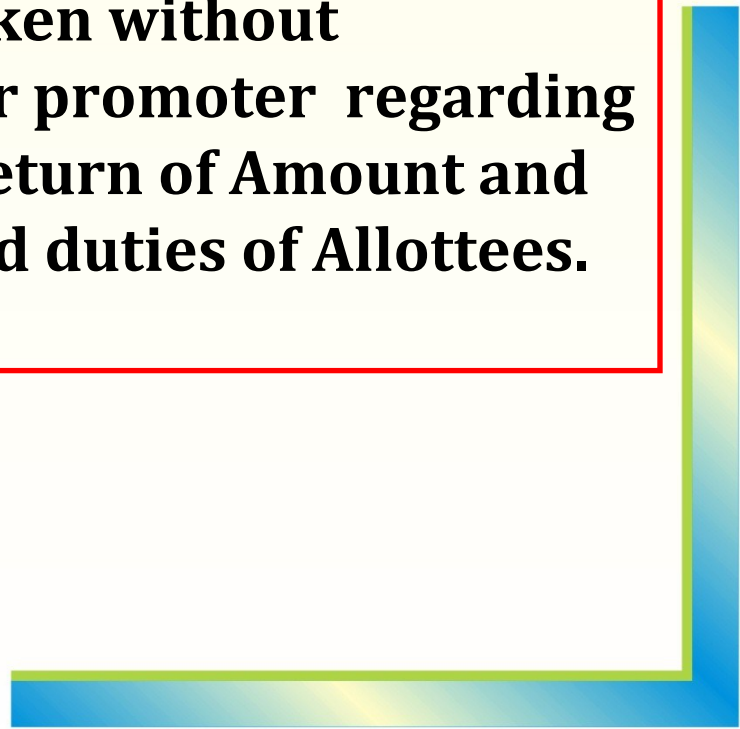 ken without
r promoter regarding
eturn of Amount and
d duties of Allottees.